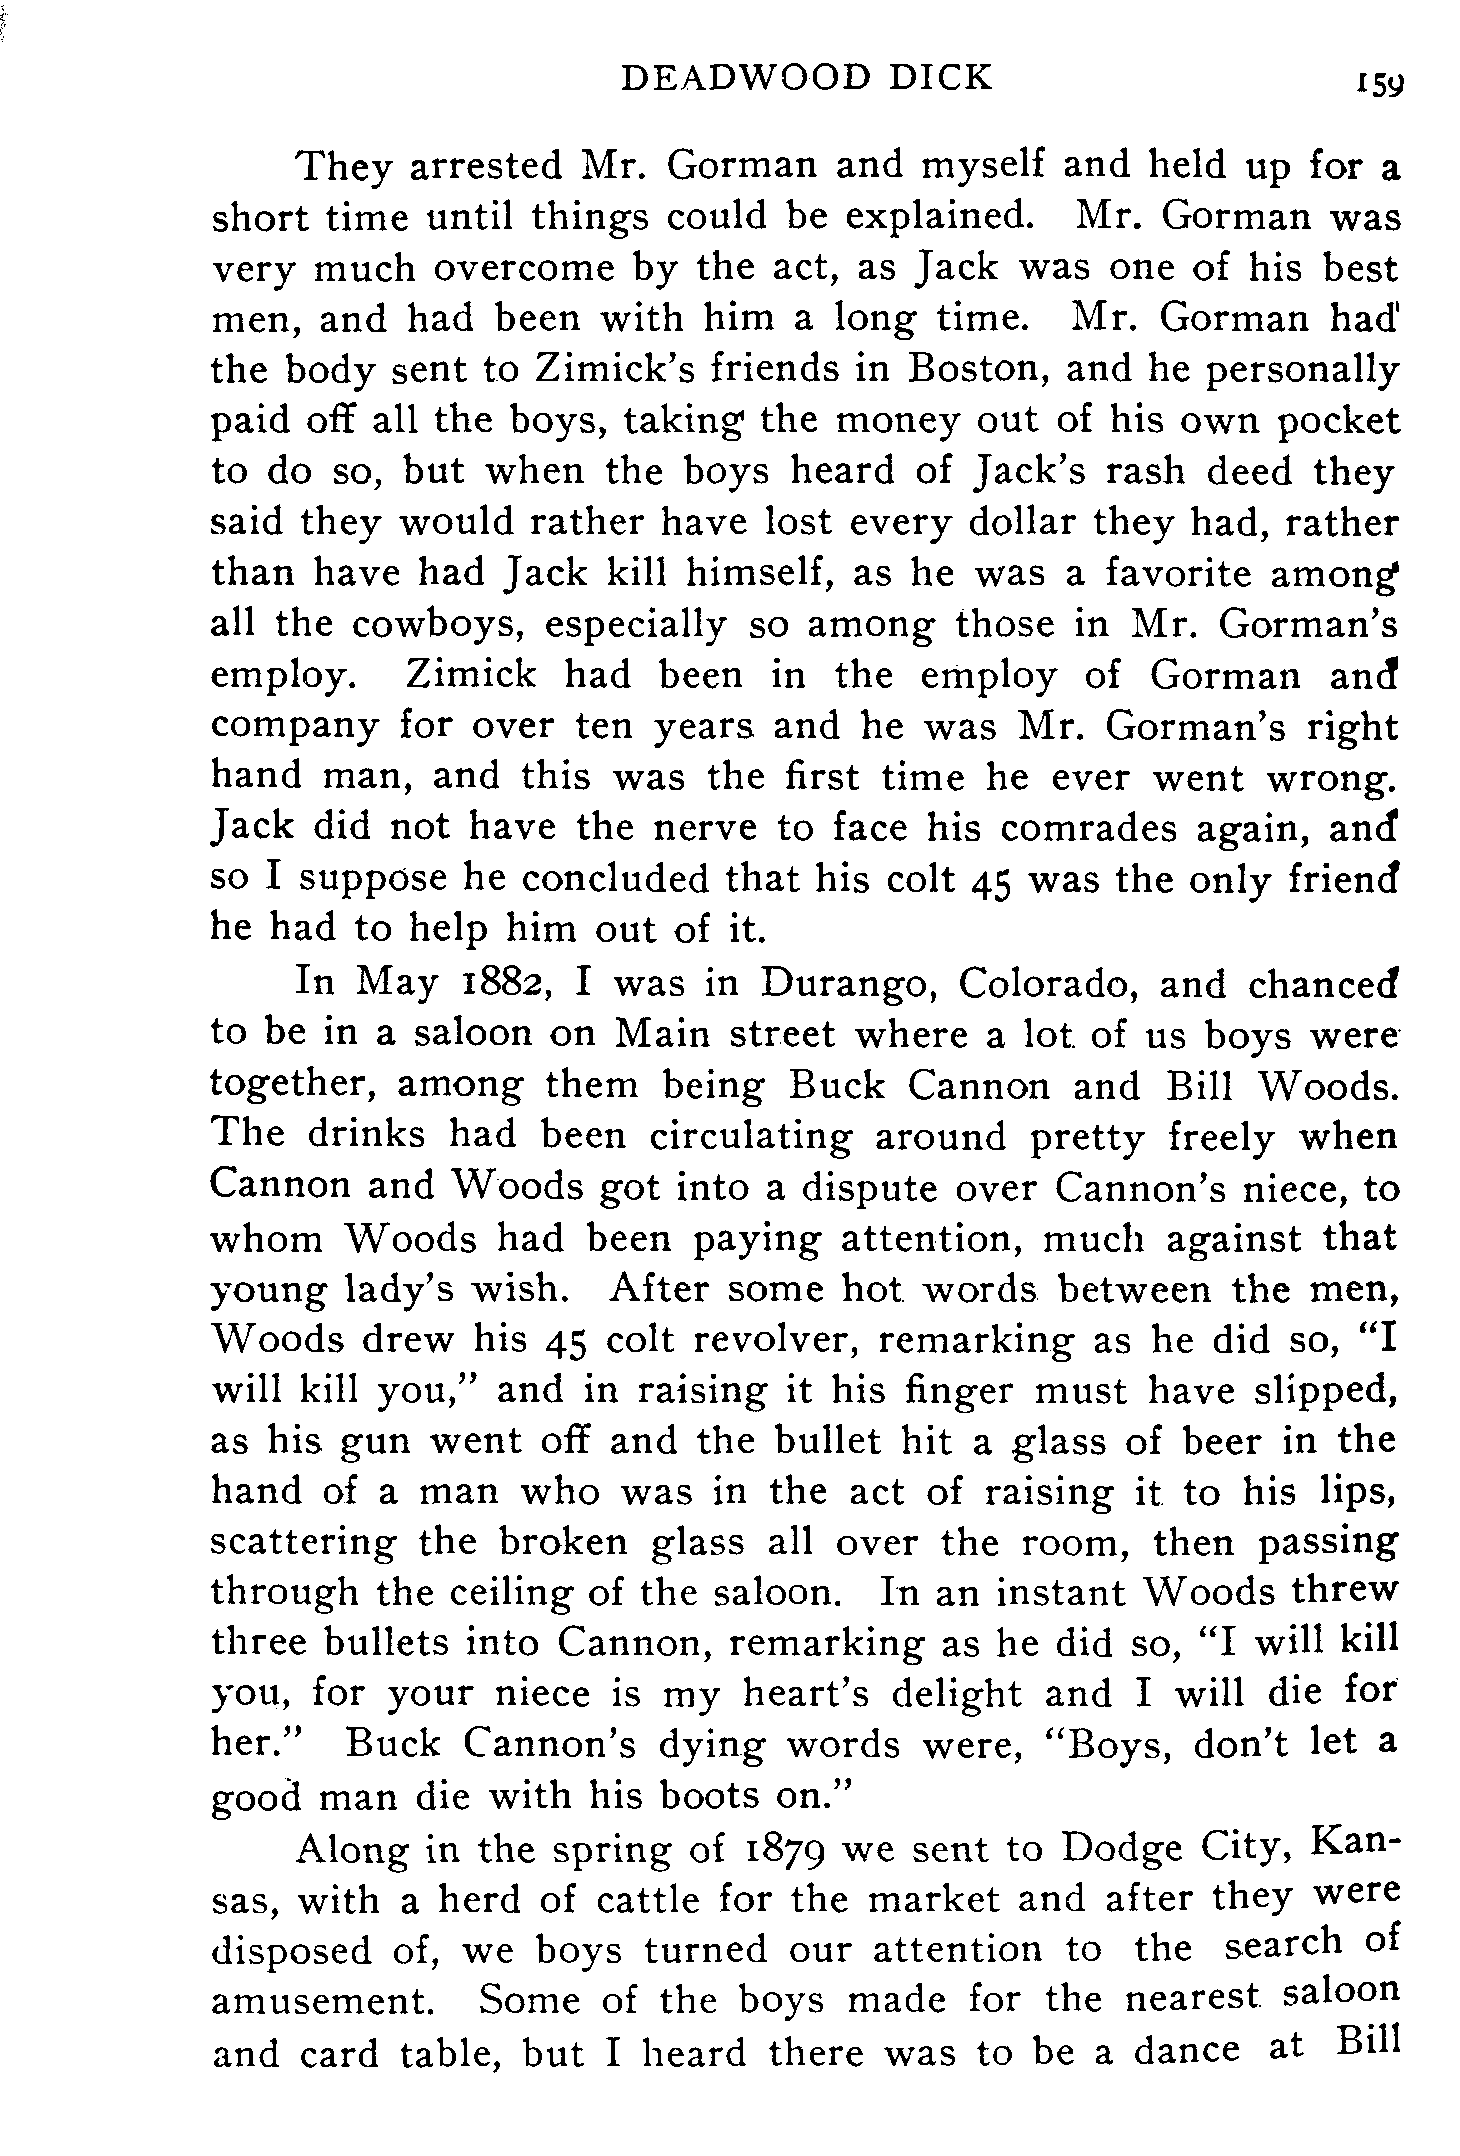 DEADWOOD DICK 159
They arrested Mr. Gorman and myself and held up for a
short time until things could be explained. Mr. Gorman was
very much overcome by the act, as Jack was one of his best
men, and had been with him a long time. Mr. Gorman had
the body sent to Zimick's friends in Boston, and he personally
paid off all the boys, taking the money out of his own pocket
to do so, but when the boys heard of Jack's rash deed they
said they would rather have lost every dollar they had, rather
than have had Jack kill himself, as he was a favorite among
all the cowboys, especially so among those in Mr. Gorman's
employ. Zimick had been in the employ of Gorman and
company for over ten years and he was Mr. Gorman's right
hand man, and this was the first time he ever went wrong.
Jack did not have the nerve to face his comrades again, and
so I suppose he concluded that his colt 45 was the only friend
he had to help him out of it.
In May 1882, I was in Durango, Colorado, and chanced
to be in a saloon on Main street where a lot of us boys were
together, among them being Buck Cannon and Bill Woods.
The drinks had been circulating around pretty freely when
Cannon and Woods got into a dispute over Cannon's niece, to
whom Woods had been paying attention, much against that
young lady's wish. After some hot words between the men,
Woods drew his 45 colt revolver, remarking as he did so, "I
will kill you," and in raising it his finger must have slipped,
as his gun went off and the bullet hit a glass of beer in the
hand of a man who was in the act of raising it to his lips,
scattering the broken glass all over the room, then passing
through the ceiling of the saloon. In an instant Woods threw
three bullets into Cannon, remarking as he did so, "I will kill
you, for your niece is my heart's delight and I will die for
her." Buck Cannon's dying words were, "Boys, don't let a
good man die with his boots on."
Along in the spring of 1879 we sent to Dodge City, Kan-
sas, with a herd of cattle for the market and after they were
disposed of, we boys turned our attention to the search of
amusement. Some of the boys made for the nearest saloon
and card table, but I heard there was to be a dance at Bill